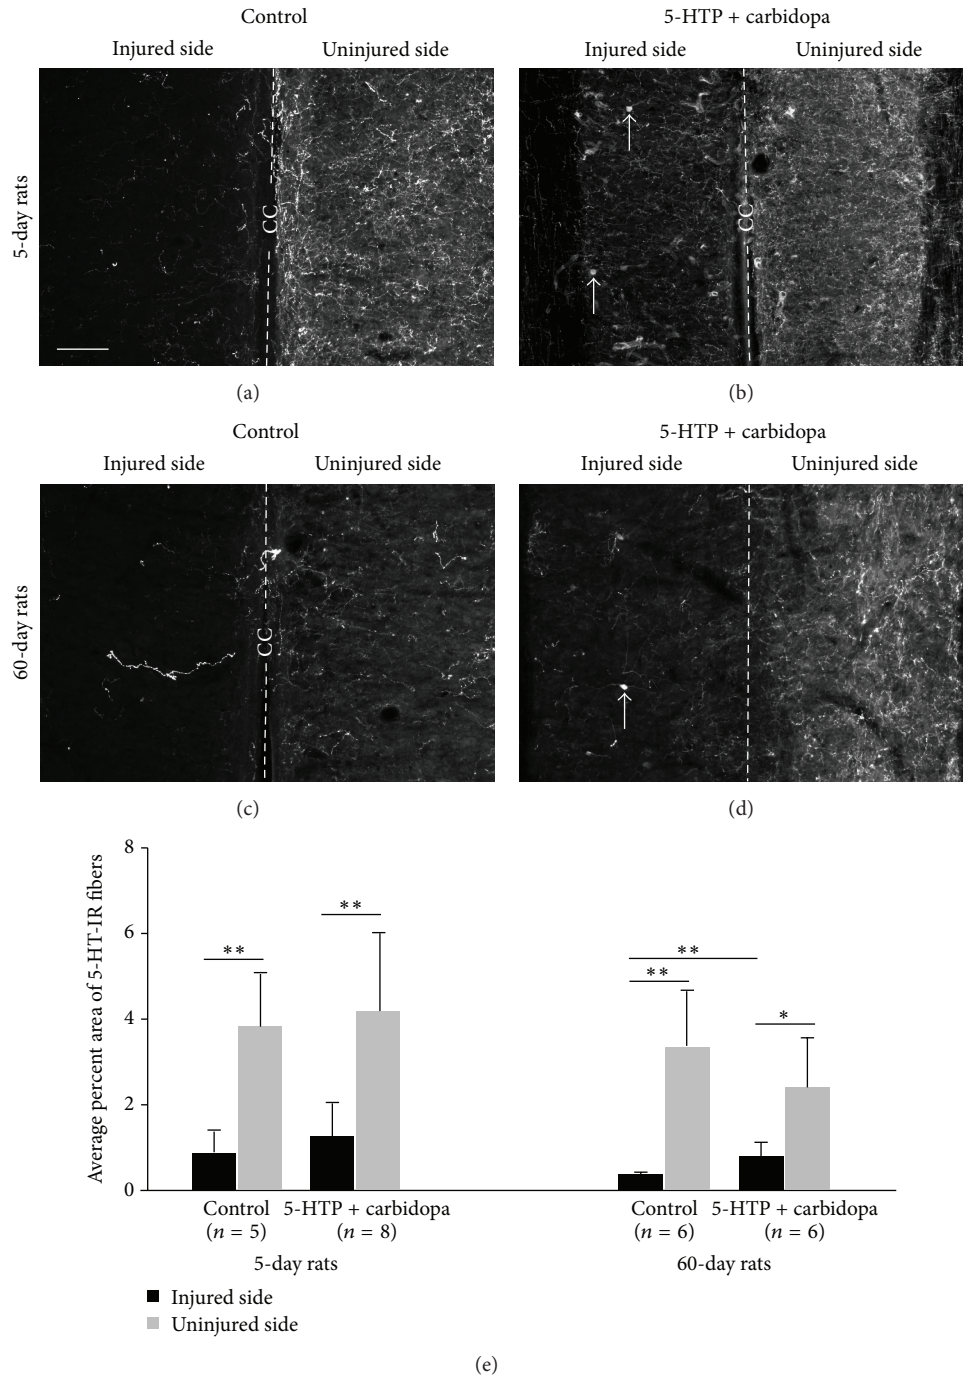 Control
5-HTP + carbidopa
Injured side
Uninjured side
Injured side
Uninjured side
5-day rats
CC
CC
(a)
(b)
Control
5-HTP + carbidopa
Injured side
Uninjured side
Injured side
Uninjured side
60-day rats
CC
(c)
(d)
Average percent area of 5-HT-IR fibers
8
6
4
2
0
**
**
**
**
*
Control
5-HTP + carbidopa
Control
5-HTP + carbidopa
(n = 5)
(n = 8)
(n = 6)
(n = 6)
5-day rats
60-day rats
Injured side
Uninjured side
(e)